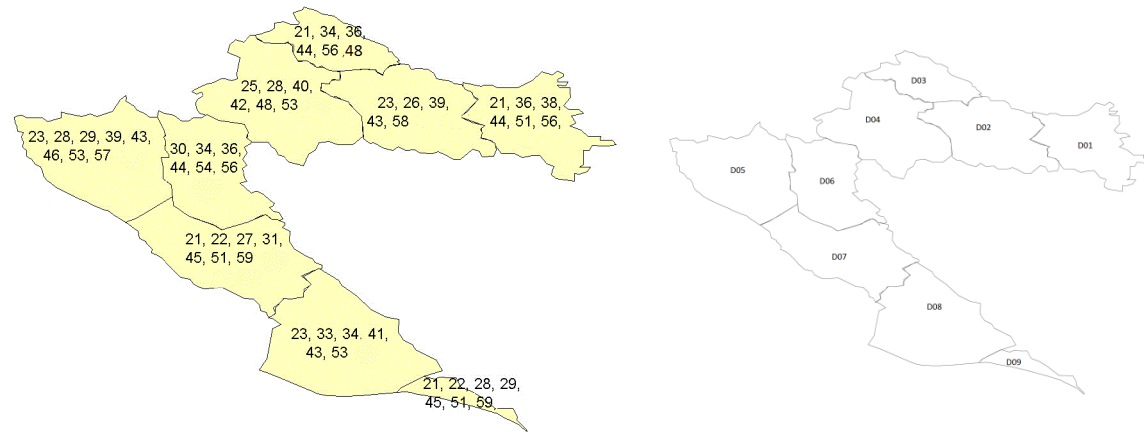 21, 34, 36,
44, 56 ,48
25, 28, 40,
42, 48, 53
23, 26, 39,
43, 58
21, 36, 38,
44, 51, 56,
23, 28, 29, 39, 43,
46, 53, 57
30, 34, 36,
44, 54, 56
21, 22, 27, 31,
45, 51, 59
23, 33, 34. 41,
43, 53
21, 22, 28, 29,
45, 51, 59,
D03
D04
D02
D01
D05
D06
D07
D08
D09